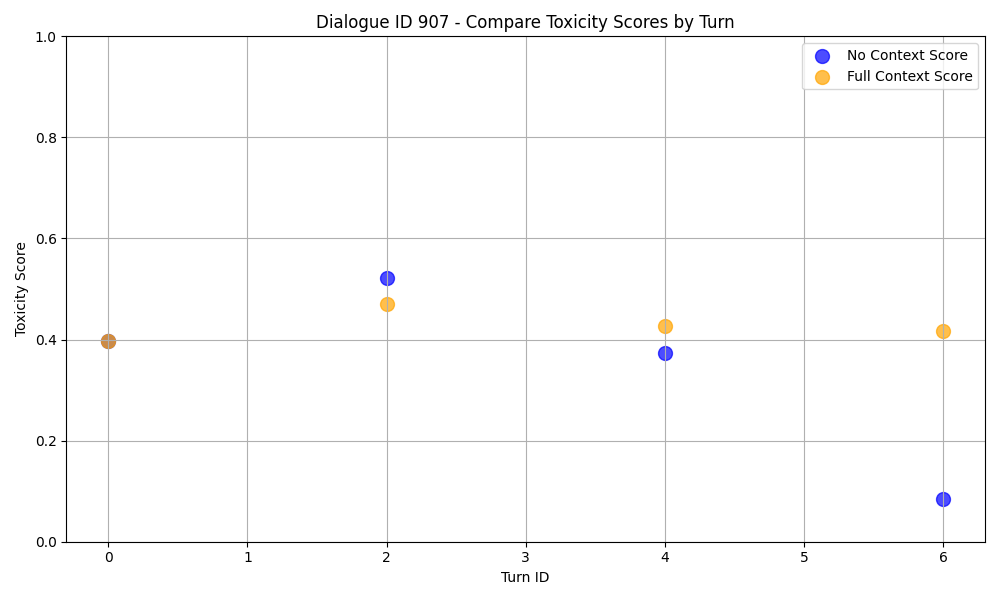 Dialogue ID 907 - Compare Toxicity Scores by Turn
No Context Score
Full Context Score
Toxicity Score
1.0
0.8
0.6
0.4
0.2
0.0
0 1 2 3 4 5 6
Turn ID